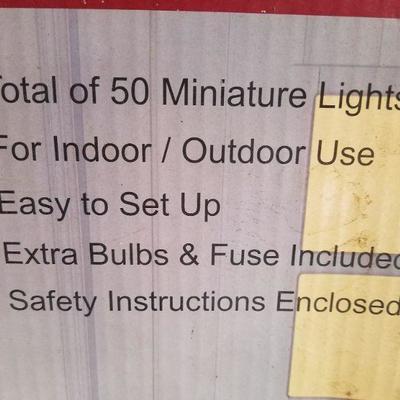 Total of 50 Miniature Lights
For Indoor / Outdoor Use
Easy to Set Up
Extra Bulbs & Fuse Included
Safety Instructions Enclosed